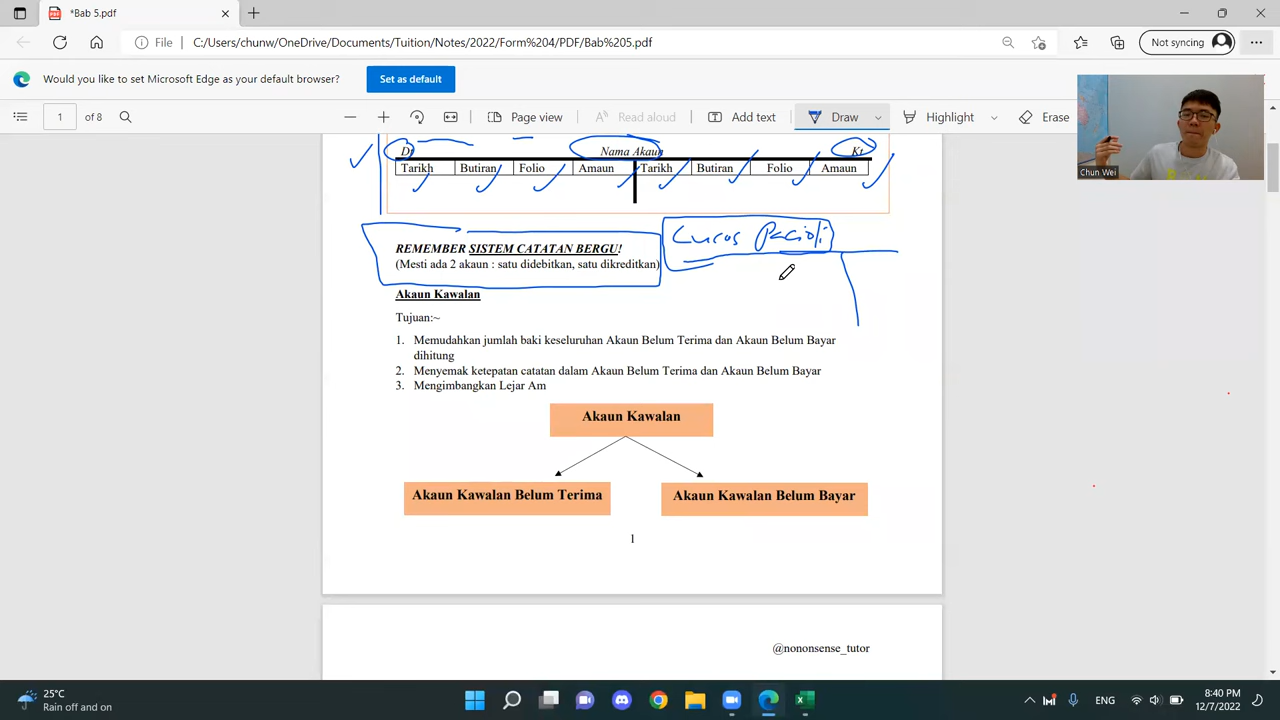 *Bab 5.pdf
File
C:/Users/chunw/OneDrive/Documents/Tuition/Notes/2022/Form%204/PDF/Bab%205.pdf
Not syncing
Would you like to set Microsoft Edge as your default browser?
Set as default
1 of 8
Page view
Read aloud
Add text
Draw
Highlight
Erase
Chun Wei
Dt Nama Akaun Kt
Tarikh Butiran Folio Amaun Tarikh Butiran Folio Amaun
REMEMBER SISTEM CATATAN BERGU!
(Mesti ada 2 akaun : satu didebitkan, satu dikreditkan)
Lucas Pacioli
Akaun Kawalan
Tujuan:~
1. Memudahkan jumlah baki keseluruhan Akaun Belum Terima dan Akaun Belum Bayar
dihitung
2. Menyemak ketepatan catatan dalam Akaun Belum Terima dan Akaun Belum Bayar
3. Mengimbangkan Lejar Am
Akaun Kawalan
Akaun Kawalan Belum Terima
Akaun Kawalan Belum Bayar
1
@nononsense_tutor
25°C
Rain off and on
ENG
8:40 PM
12/7/2022